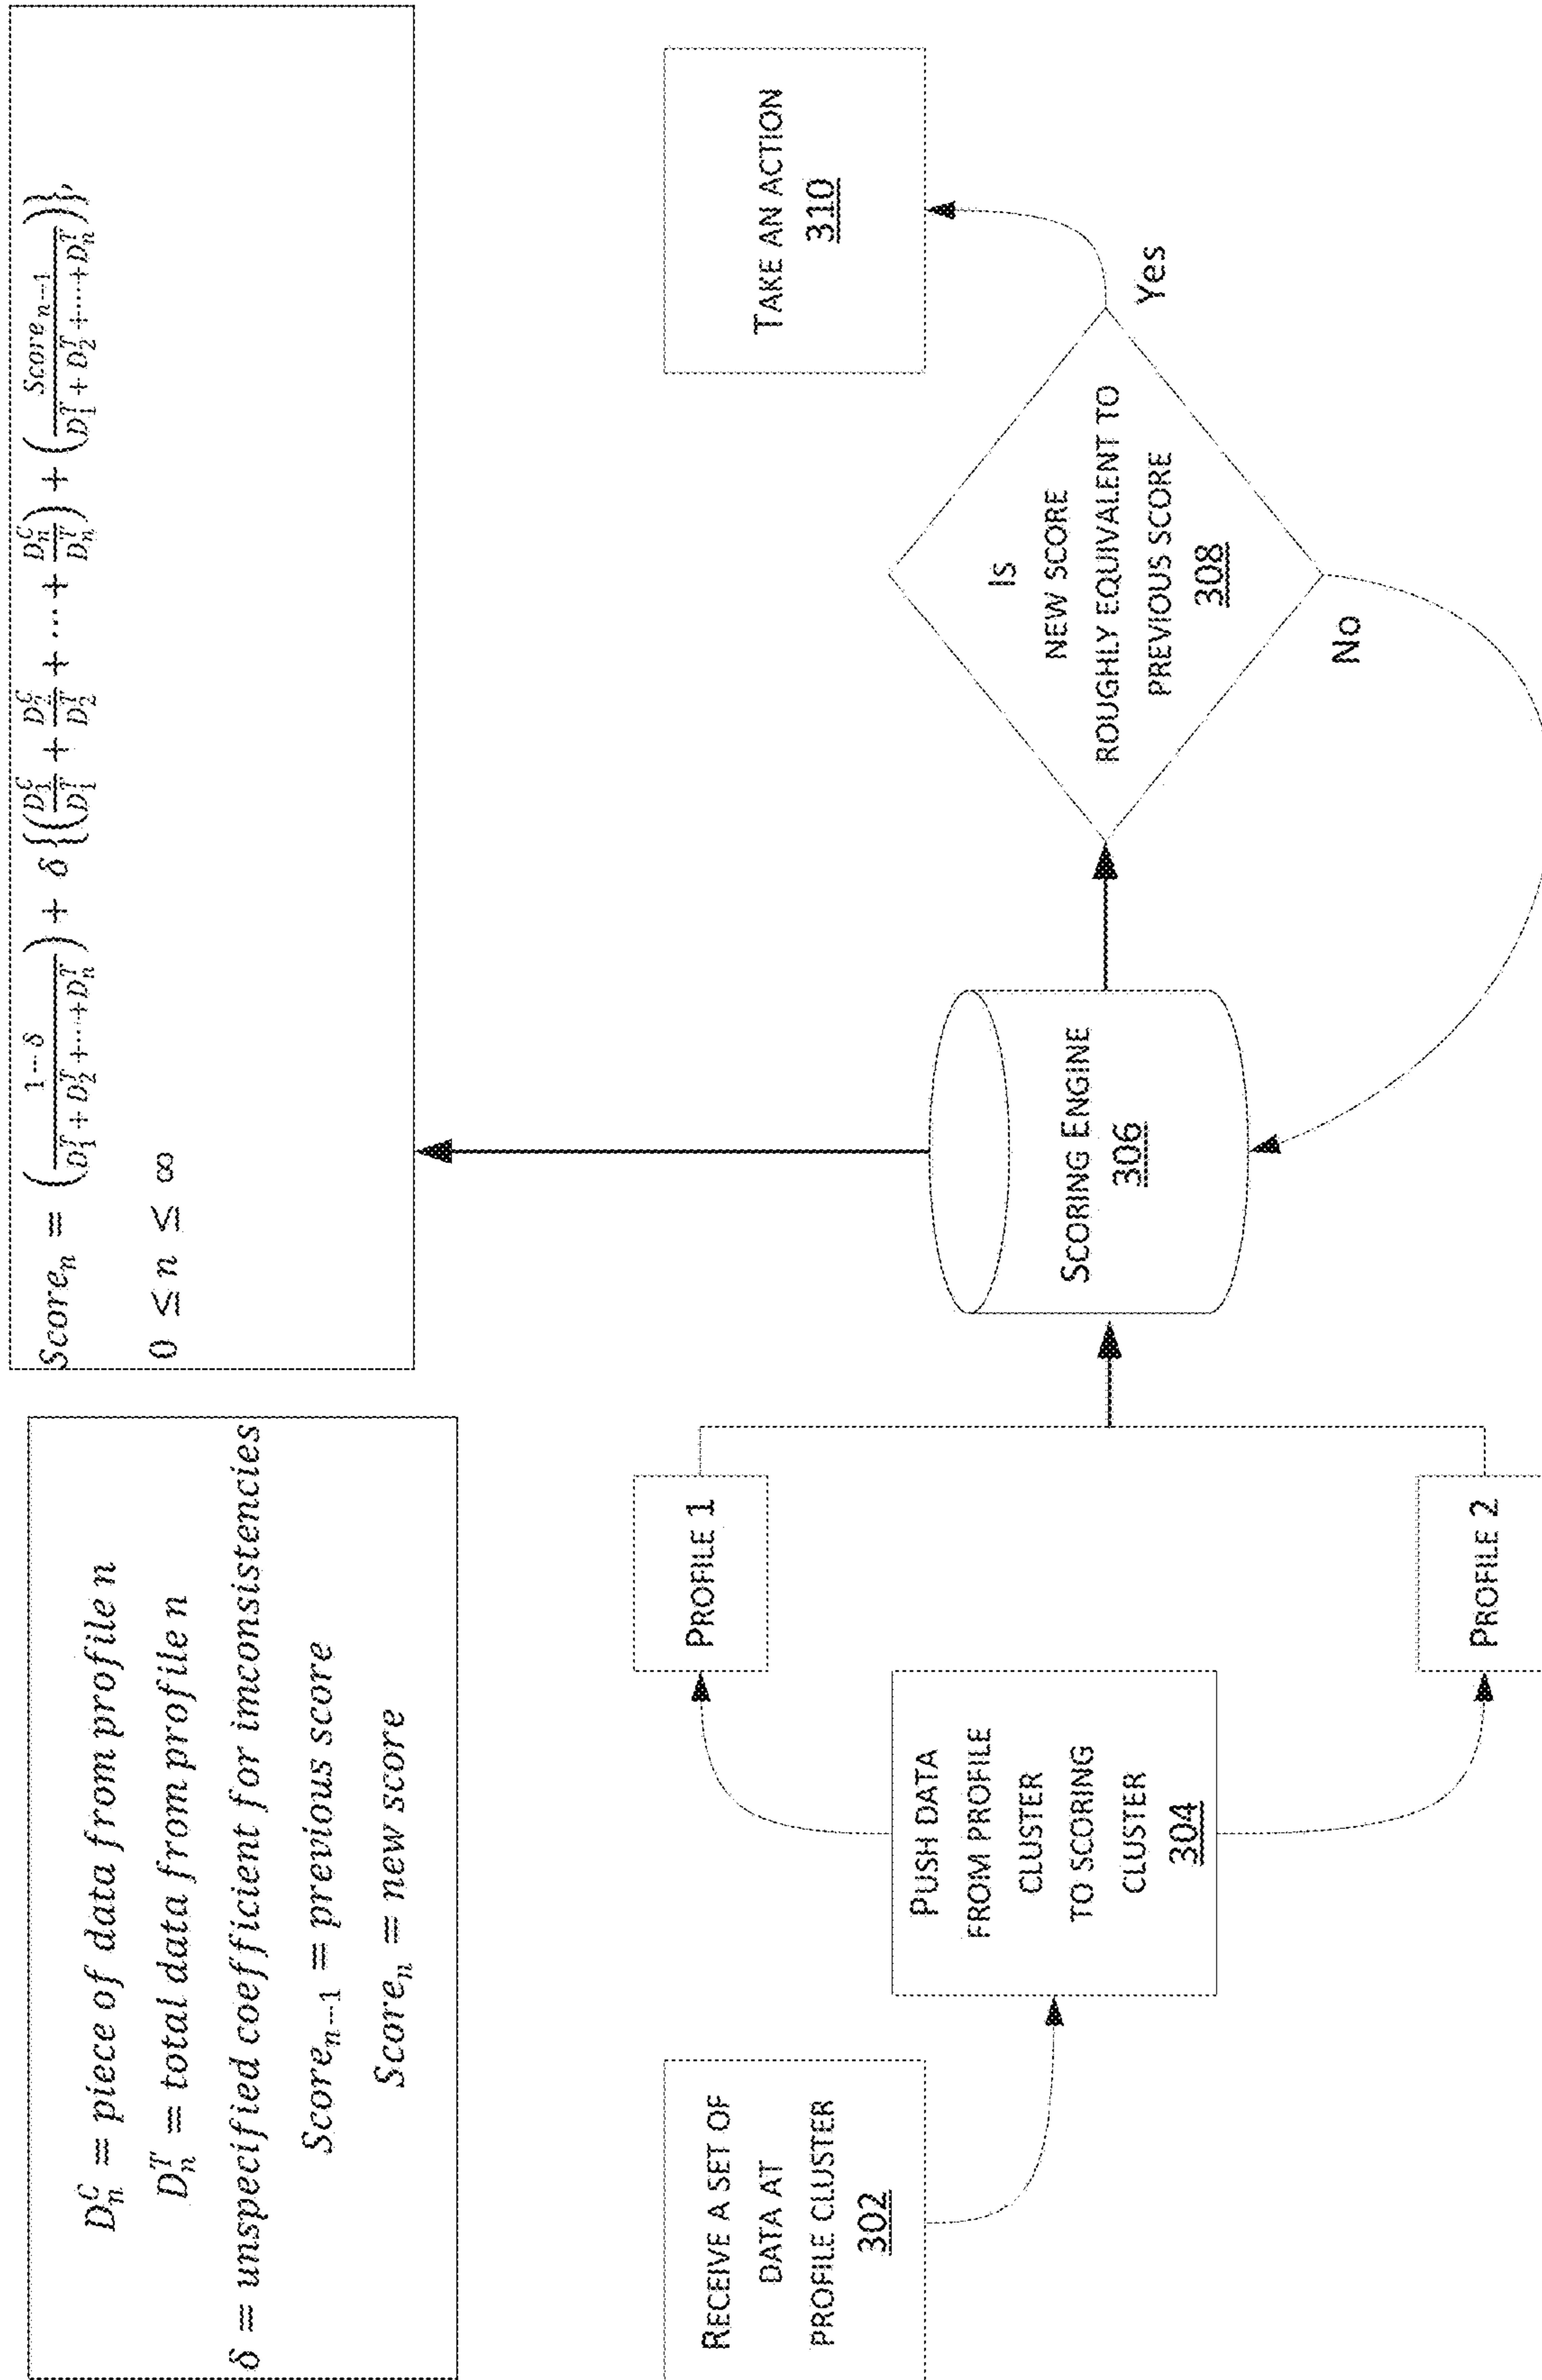 D_n^C = piece of data from profile n
D_n^T = total data from profile n
δ = unspecified coefficient for imconsistencies
Score_{n-1} = previous score
Score_n = new score
Score_n = ((1-δ)/(D_1^T + D_2^T +⋯+D_n^T)) + δ{(D_1^C/D_1^T + D_2^C/D_2^T + ⋯ + D_n^C/D_n^T) + (Score_{n-1}/(D_1^T + D_2^T +⋯+D_n^T))},
0 ≤ n ≤ ∞
RECEIVE A SET OF
DATA AT
PROFILE CLUSTER
302
PUSH DATA
FROM PROFILE
CLUSTER
TO SCORING
CLUSTER
304
PROFILE 1
PROFILE 2
SCORING ENGINE
306
IS
NEW SCORE
ROUGHLY EQUIVALENT TO
PREVIOUS SCORE
308
Yes
No
TAKE AN ACTION
310